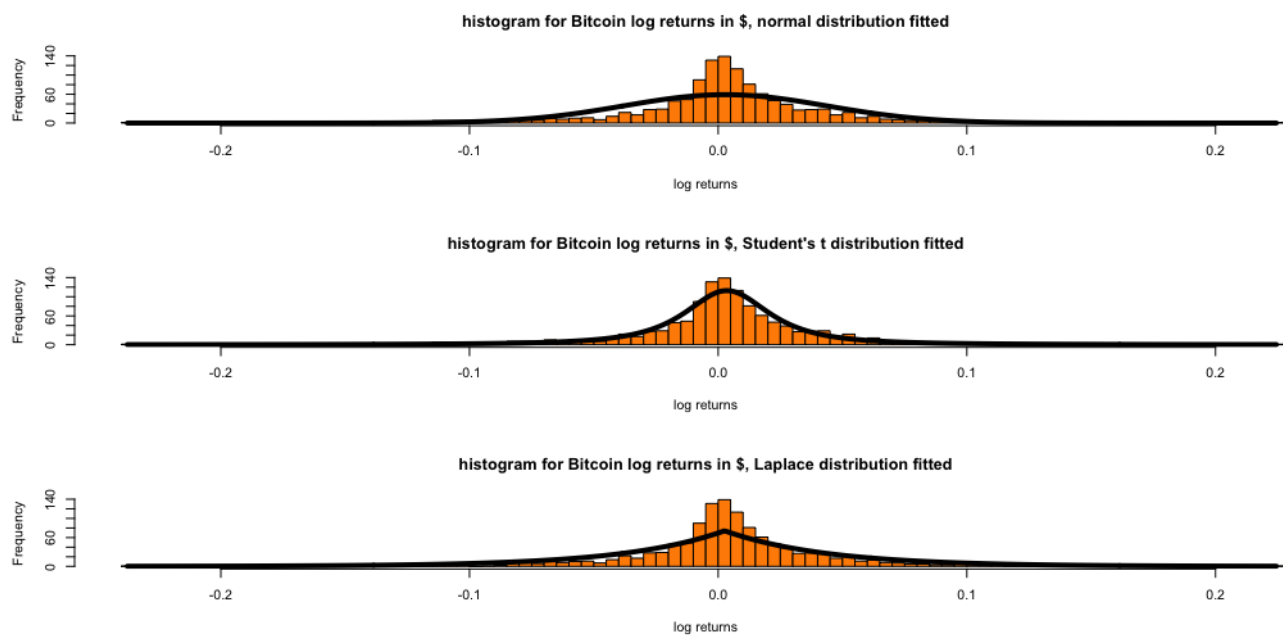 histogram for Bitcoin log returns in $, normal distribution fitted
Frequency
140
60
0
-0.2 -0.1 0.0 0.1 0.2
log returns
histogram for Bitcoin log returns in $, Student's t distribution fitted
Frequency
140
60
0
-0.2 -0.1 0.0 0.1 0.2
log returns
histogram for Bitcoin log returns in $, Laplace distribution fitted
Frequency
140
60
0
-0.2 -0.1 0.0 0.1 0.2
log returns